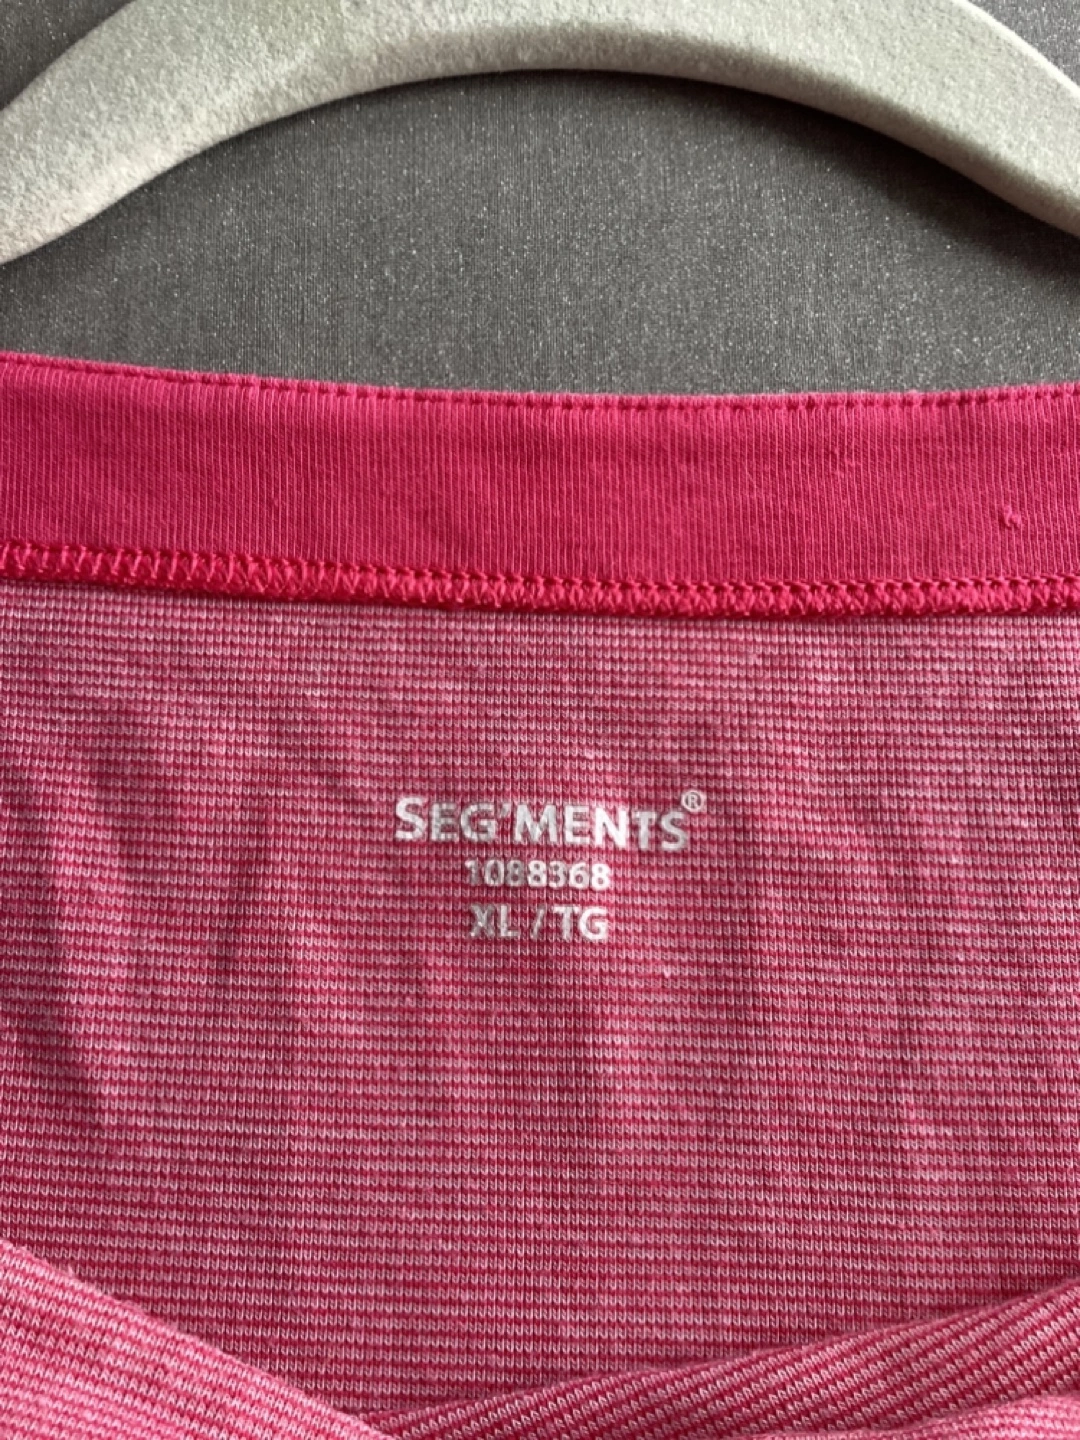 SEG'MENTS®
1088368
XL / TG